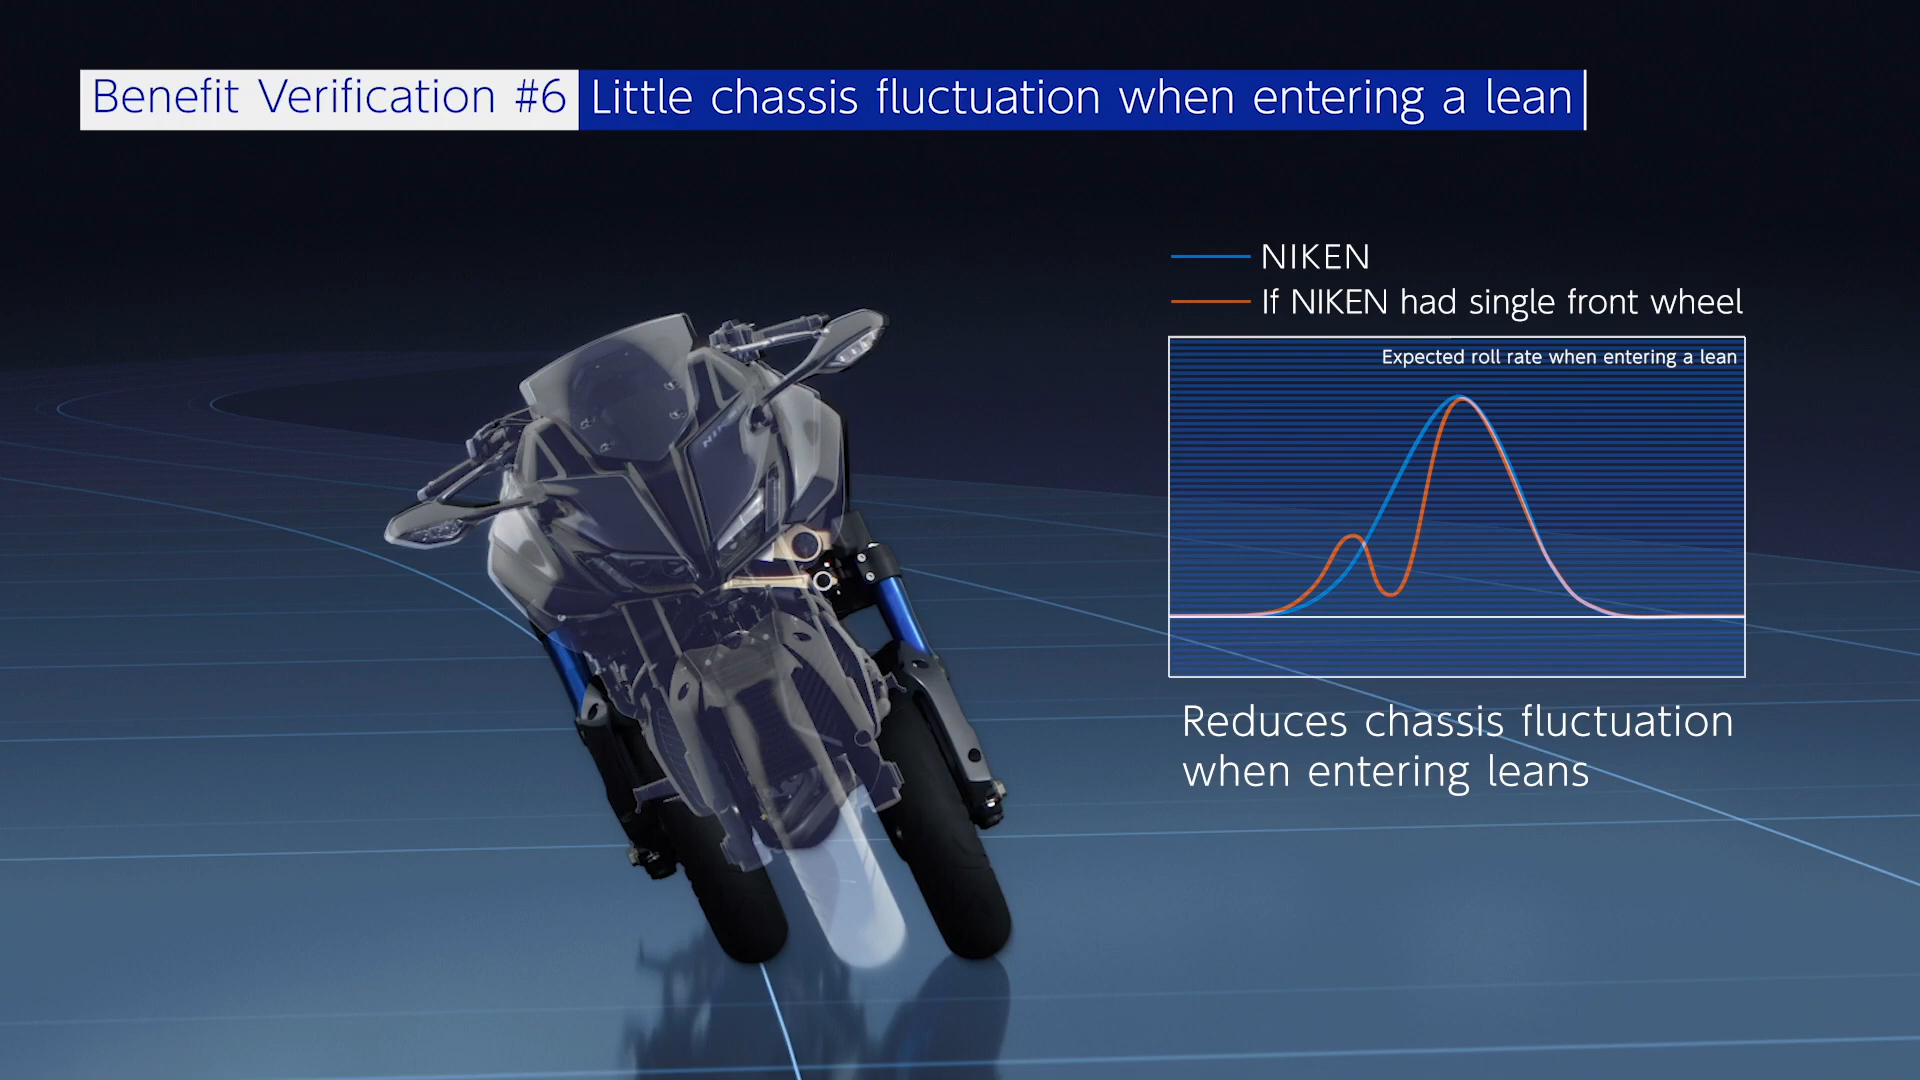 Benefit Verification #6 Little chassis fluctuation when entering a lean
NIKEN
If NIKEN had single front wheel
Expected roll rate when entering a lean
Reduces chassis fluctuation
when entering leans